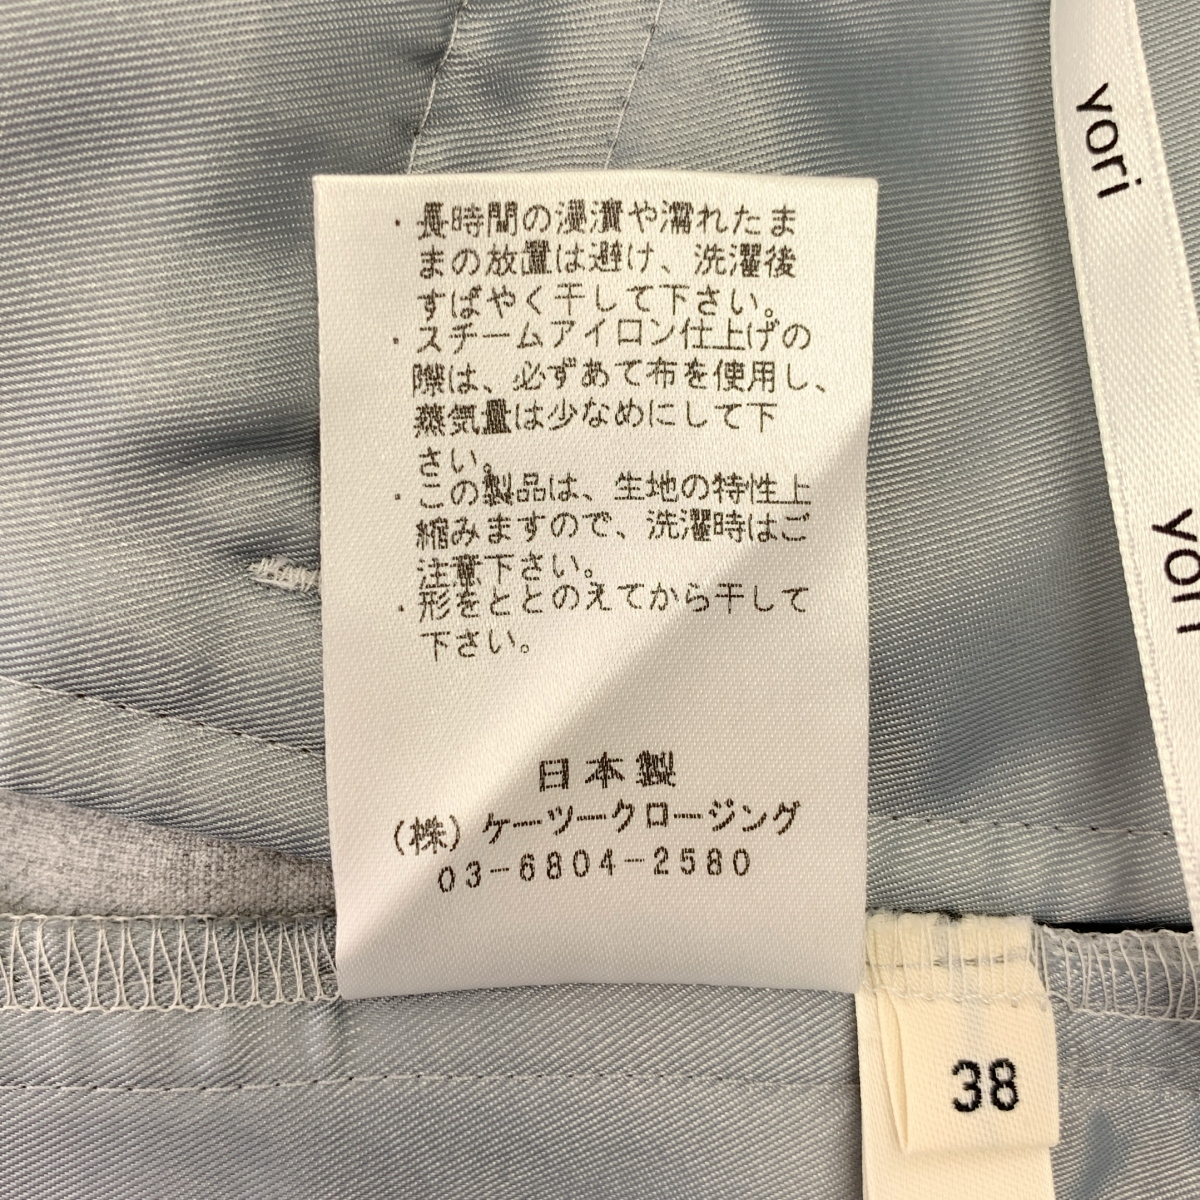 ・長時間の浸漬や濡れたま
まの放置は避け、洗濯後
すばやく干して下さい。
・スチームアイロン仕上げの
際は、必ずあて布を使用し、
蒸気量は少なめにして下
さい。
・この製品は、生地の特性上
縮みますので、洗濯時はご
注意下さい。
・形をととのえてから干して
下さい。
日本製
(株)ケーツークロージング
03-6804-2580
yori
yori
38